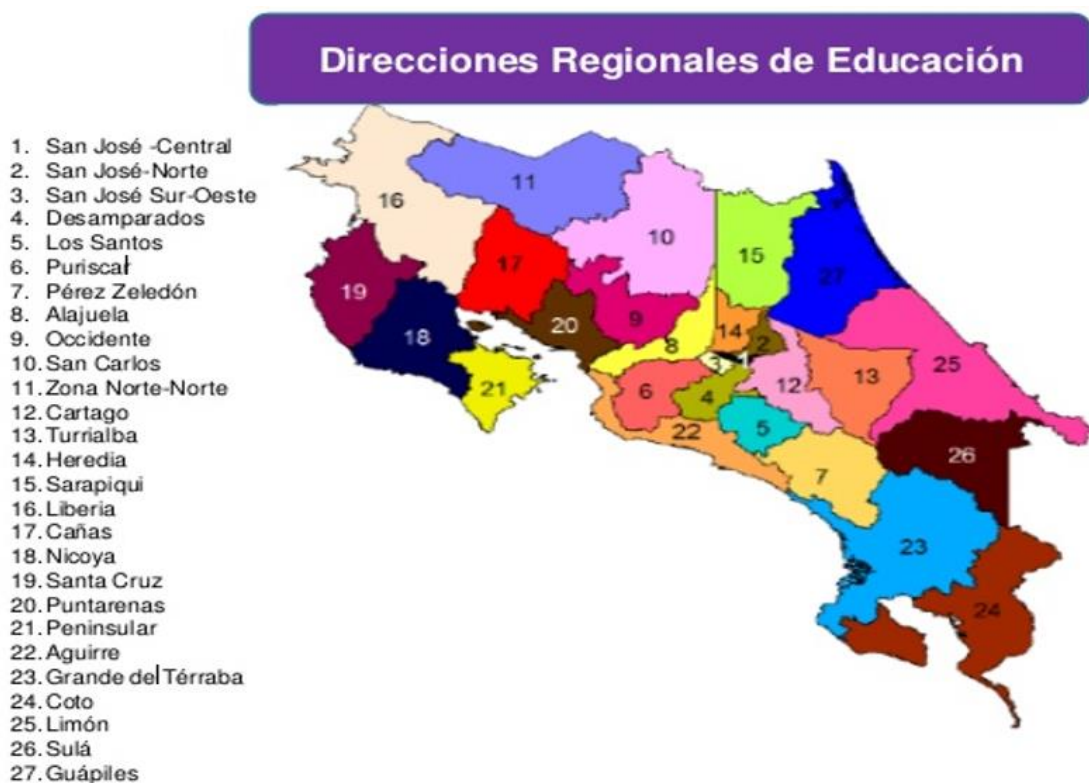 Direcciones Regionales de Educación
1. San José -Central
2. San José-Norte
3. San José Sur-Oeste
4. Desamparados
5. Los Santos
6. Puriscal
7. Pérez Zeledón
8. Alajuela
9. Occidente
10. San Carlos
11. Zona Norte-Norte
12. Cartago
13. Turrialba
14. Heredia
15. Sarapiqui
16. Liberia
17. Cañas
18. Nicoya
19. Santa Cruz
20. Puntarenas
21. Peninsular
22. Aguirre
23. Grande del Térraba
24. Coto
25. Limón
26. Sulá
27. Guápiles
16
11
10
15
27
17
19
18
20
9
14
2
8
3
1
25
21
6
4
12
13
22
5
7
26
23
24